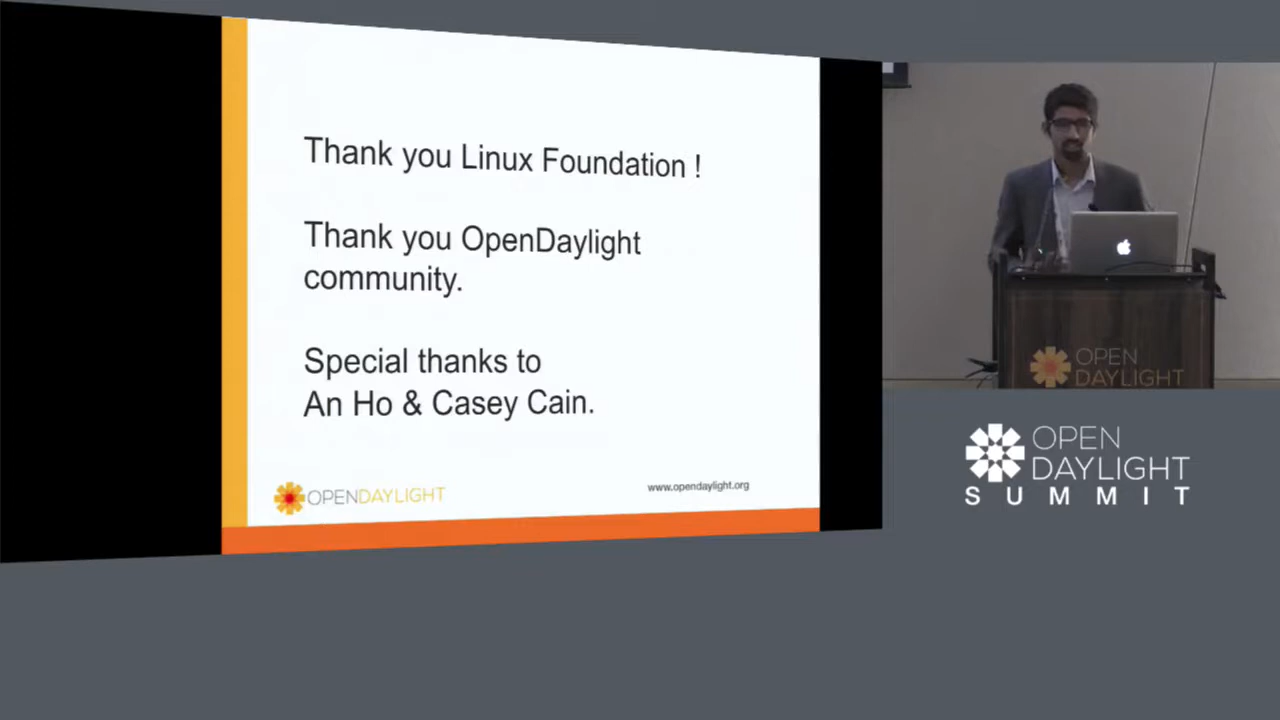 Thank you Linux Foundation !
Thank you OpenDaylight
community.
Special thanks to
An Ho & Casey Cain.
OPENDAYLIGHT
www.opendaylight.org
OPEN
DAYLIGHT
OPEN
DAYLIGHT
SUMMIT